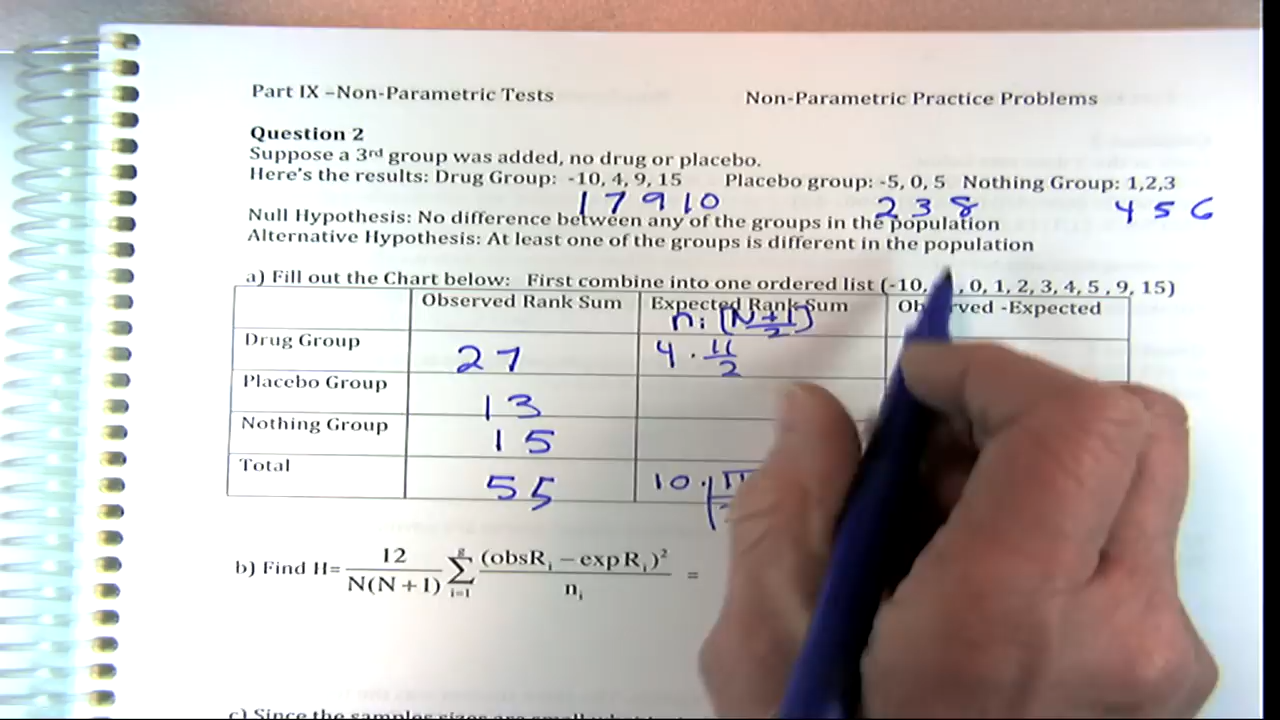 Part IX –Non-Parametric Tests Non-Parametric Practice Problems
Question 2
Suppose a 3rd group was added, no drug or placebo.
Here's the results: Drug Group: -10, 4, 9, 15 Placebo group: -5, 0, 5 Nothing Group: 1,2,3
1 7 9 10 2 3 8 4 5 6
Null Hypothesis: No difference between any of the groups in the population
Alternative Hypothesis: At least one of the groups is different in the population
a) Fill out the Chart below: First combine into one ordered list (-10, , 0, 1, 2, 3, 4, 5 , 9, 15)
Observed Rank Sum Expected Rank Sum Observed -Expected
ni (N+1)/2
Drug Group 27 4 · 11/2
Placebo Group 13
Nothing Group 15
Total 55 10 · 11
b) Find H= 12/N(N+1) Σ i=1 g (obsRi – exp Ri)²/ni =